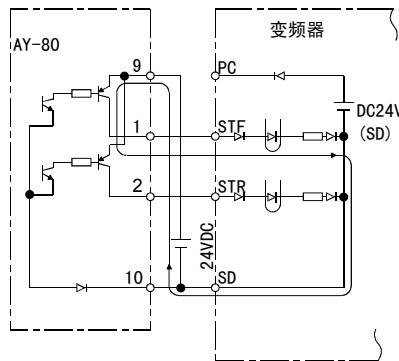 变频器
AY-80
9
PC
DC24V
(SD)
1
STF
2
STR
24VDC
10
SD